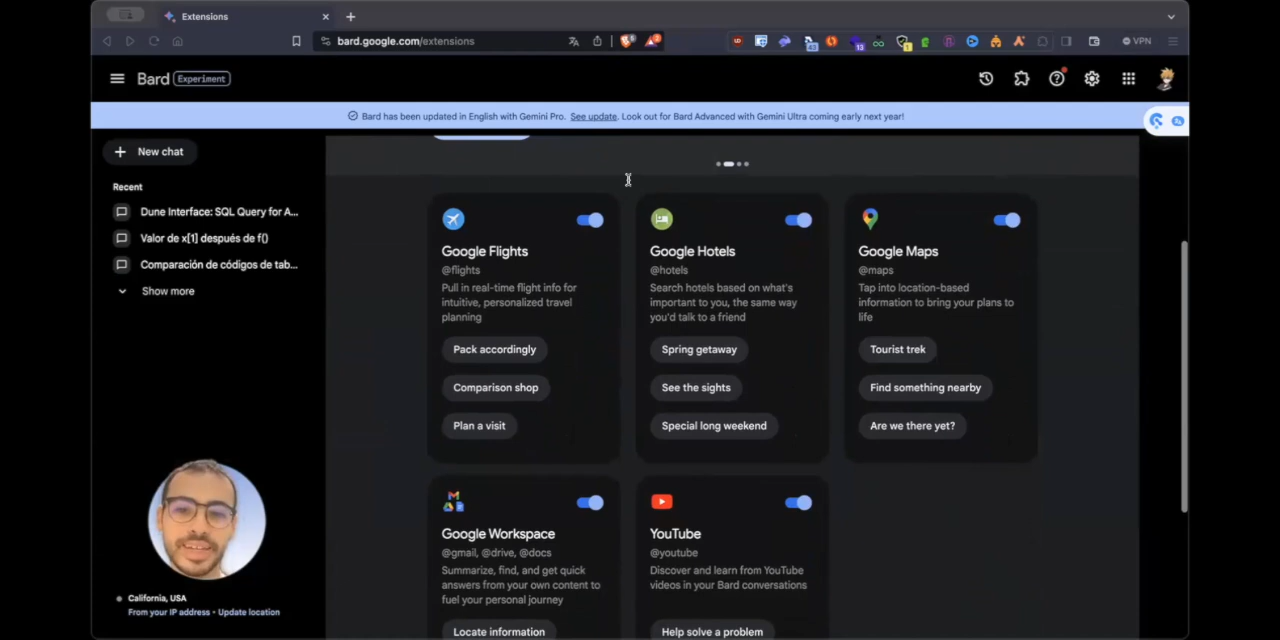 Extensions
bard.google.com/extensions
VPN
Bard Experiment
Bard has been updated in English with Gemini Pro. See update. Look out for Bard Advanced with Gemini Ultra coming early next year!
New chat
Recent
Dune Interface: SQL Query for A...
Valor de x[1] después de f()
Comparación de códigos de tab...
Show more
Google Flights
@flights
Pull in real-time flight info for
intuitive, personalized travel
planning
Pack accordingly
Comparison shop
Plan a visit
Google Hotels
@hotels
Search hotels based on what's
important to you, the same way
you'd talk to a friend
Spring getaway
See the sights
Special long weekend
Google Maps
@maps
Tap into location-based
information to bring your plans to
life
Tourist trek
Find something nearby
Are we there yet?
Google Workspace
@gmail, @drive, @docs
Summarize, find, and get quick
answers from your own content to
fuel your personal journey
Locate information
YouTube
@youtube
Discover and learn from YouTube
videos in your Bard conversations
Help solve a problem
California, USA
From your IP address • Update location